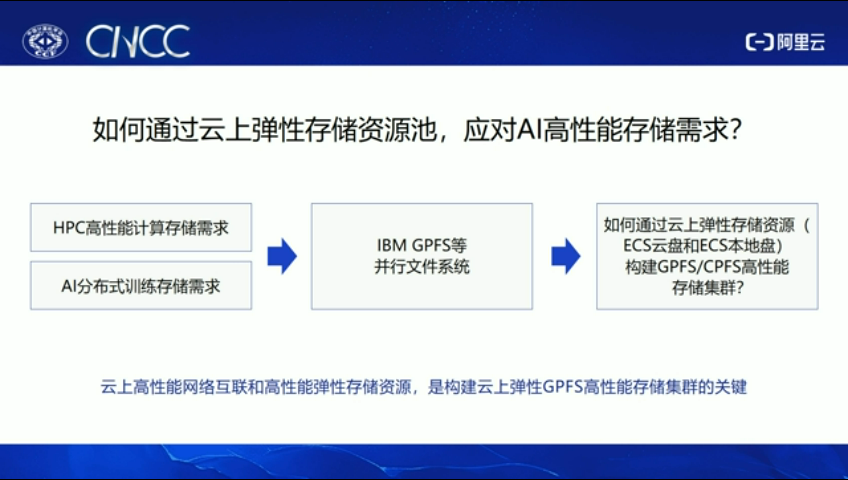 CCF
CNCC
阿里云
如何通过云上弹性存储资源池，应对AI高性能存储需求？
HPC高性能计算存储需求
AI分布式训练存储需求
IBM GPFS等
并行文件系统
如何通过云上弹性存储资源（
ECS云盘和ECS本地盘）
构建GPFS/CPFS高性能
存储集群？
云上高性能网络互联和高性能弹性存储资源，是构建云上弹性GPFS高性能存储集群的关键